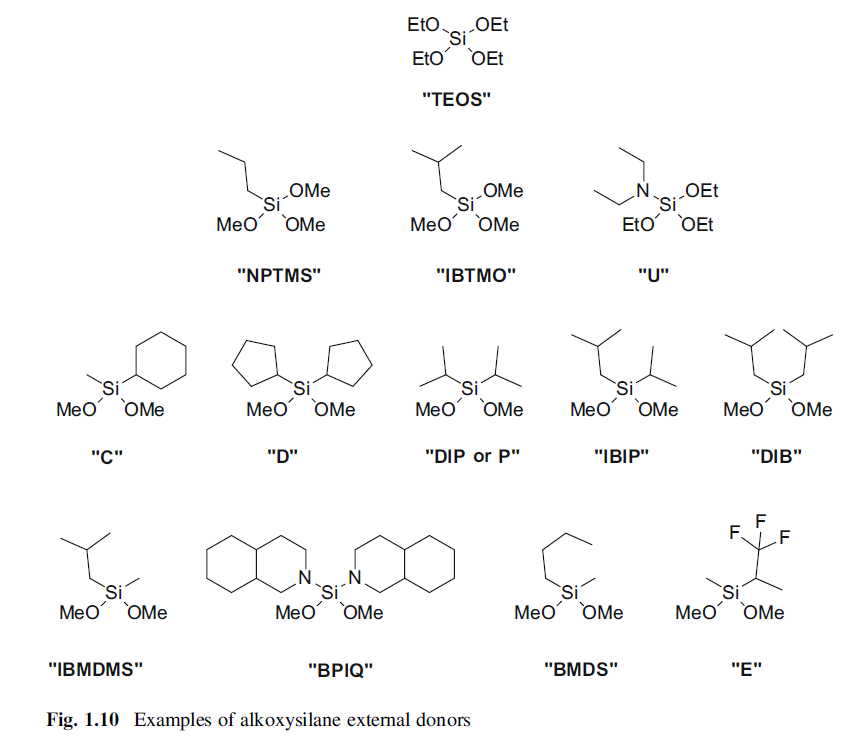 EtO OEt
Si
EtO OEt
"TEOS"
OMe OMe OEt
Si Si N Si
MeO OMe MeO OMe EtO OEt
"NPTMS" "IBTMO" "U"
Si Si Si Si Si
MeO OMe MeO OMe MeO OMe MeO OMe MeO OMe
"C" "D" "DIP or P" "IBIP" "DIB"
F F F
Si N Si N Si Si
MeO OMe MeO OMe MeO OMe MeO OMe
"IBMDMS" "BPIQ" "BMDS" "E"
Fig. 1.10 Examples of alkoxysilane external donors